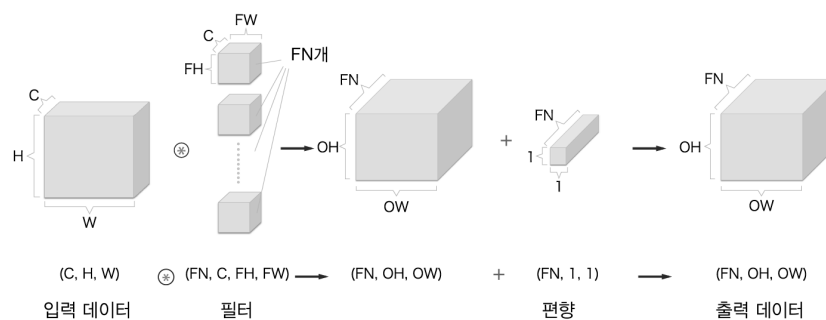 FW
C
FH
FN개
C
H
W
⊛
FN
OH
OW
+
FN
1
1
FN
OH
OW
(C, H, W) ⊛ (FN, C, FH, FW) → (FN, OH, OW) + (FN, 1, 1) → (FN, OH, OW)
입력 데이터 필터 편향 출력 데이터